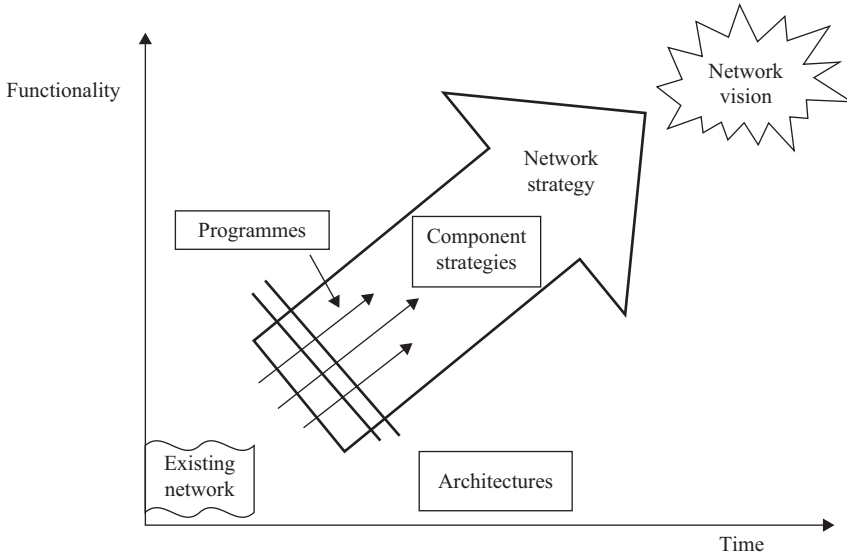 Network
vision
Functionality
Network
strategy
Programmes
Component
strategies
Existing
network
Architectures
Time